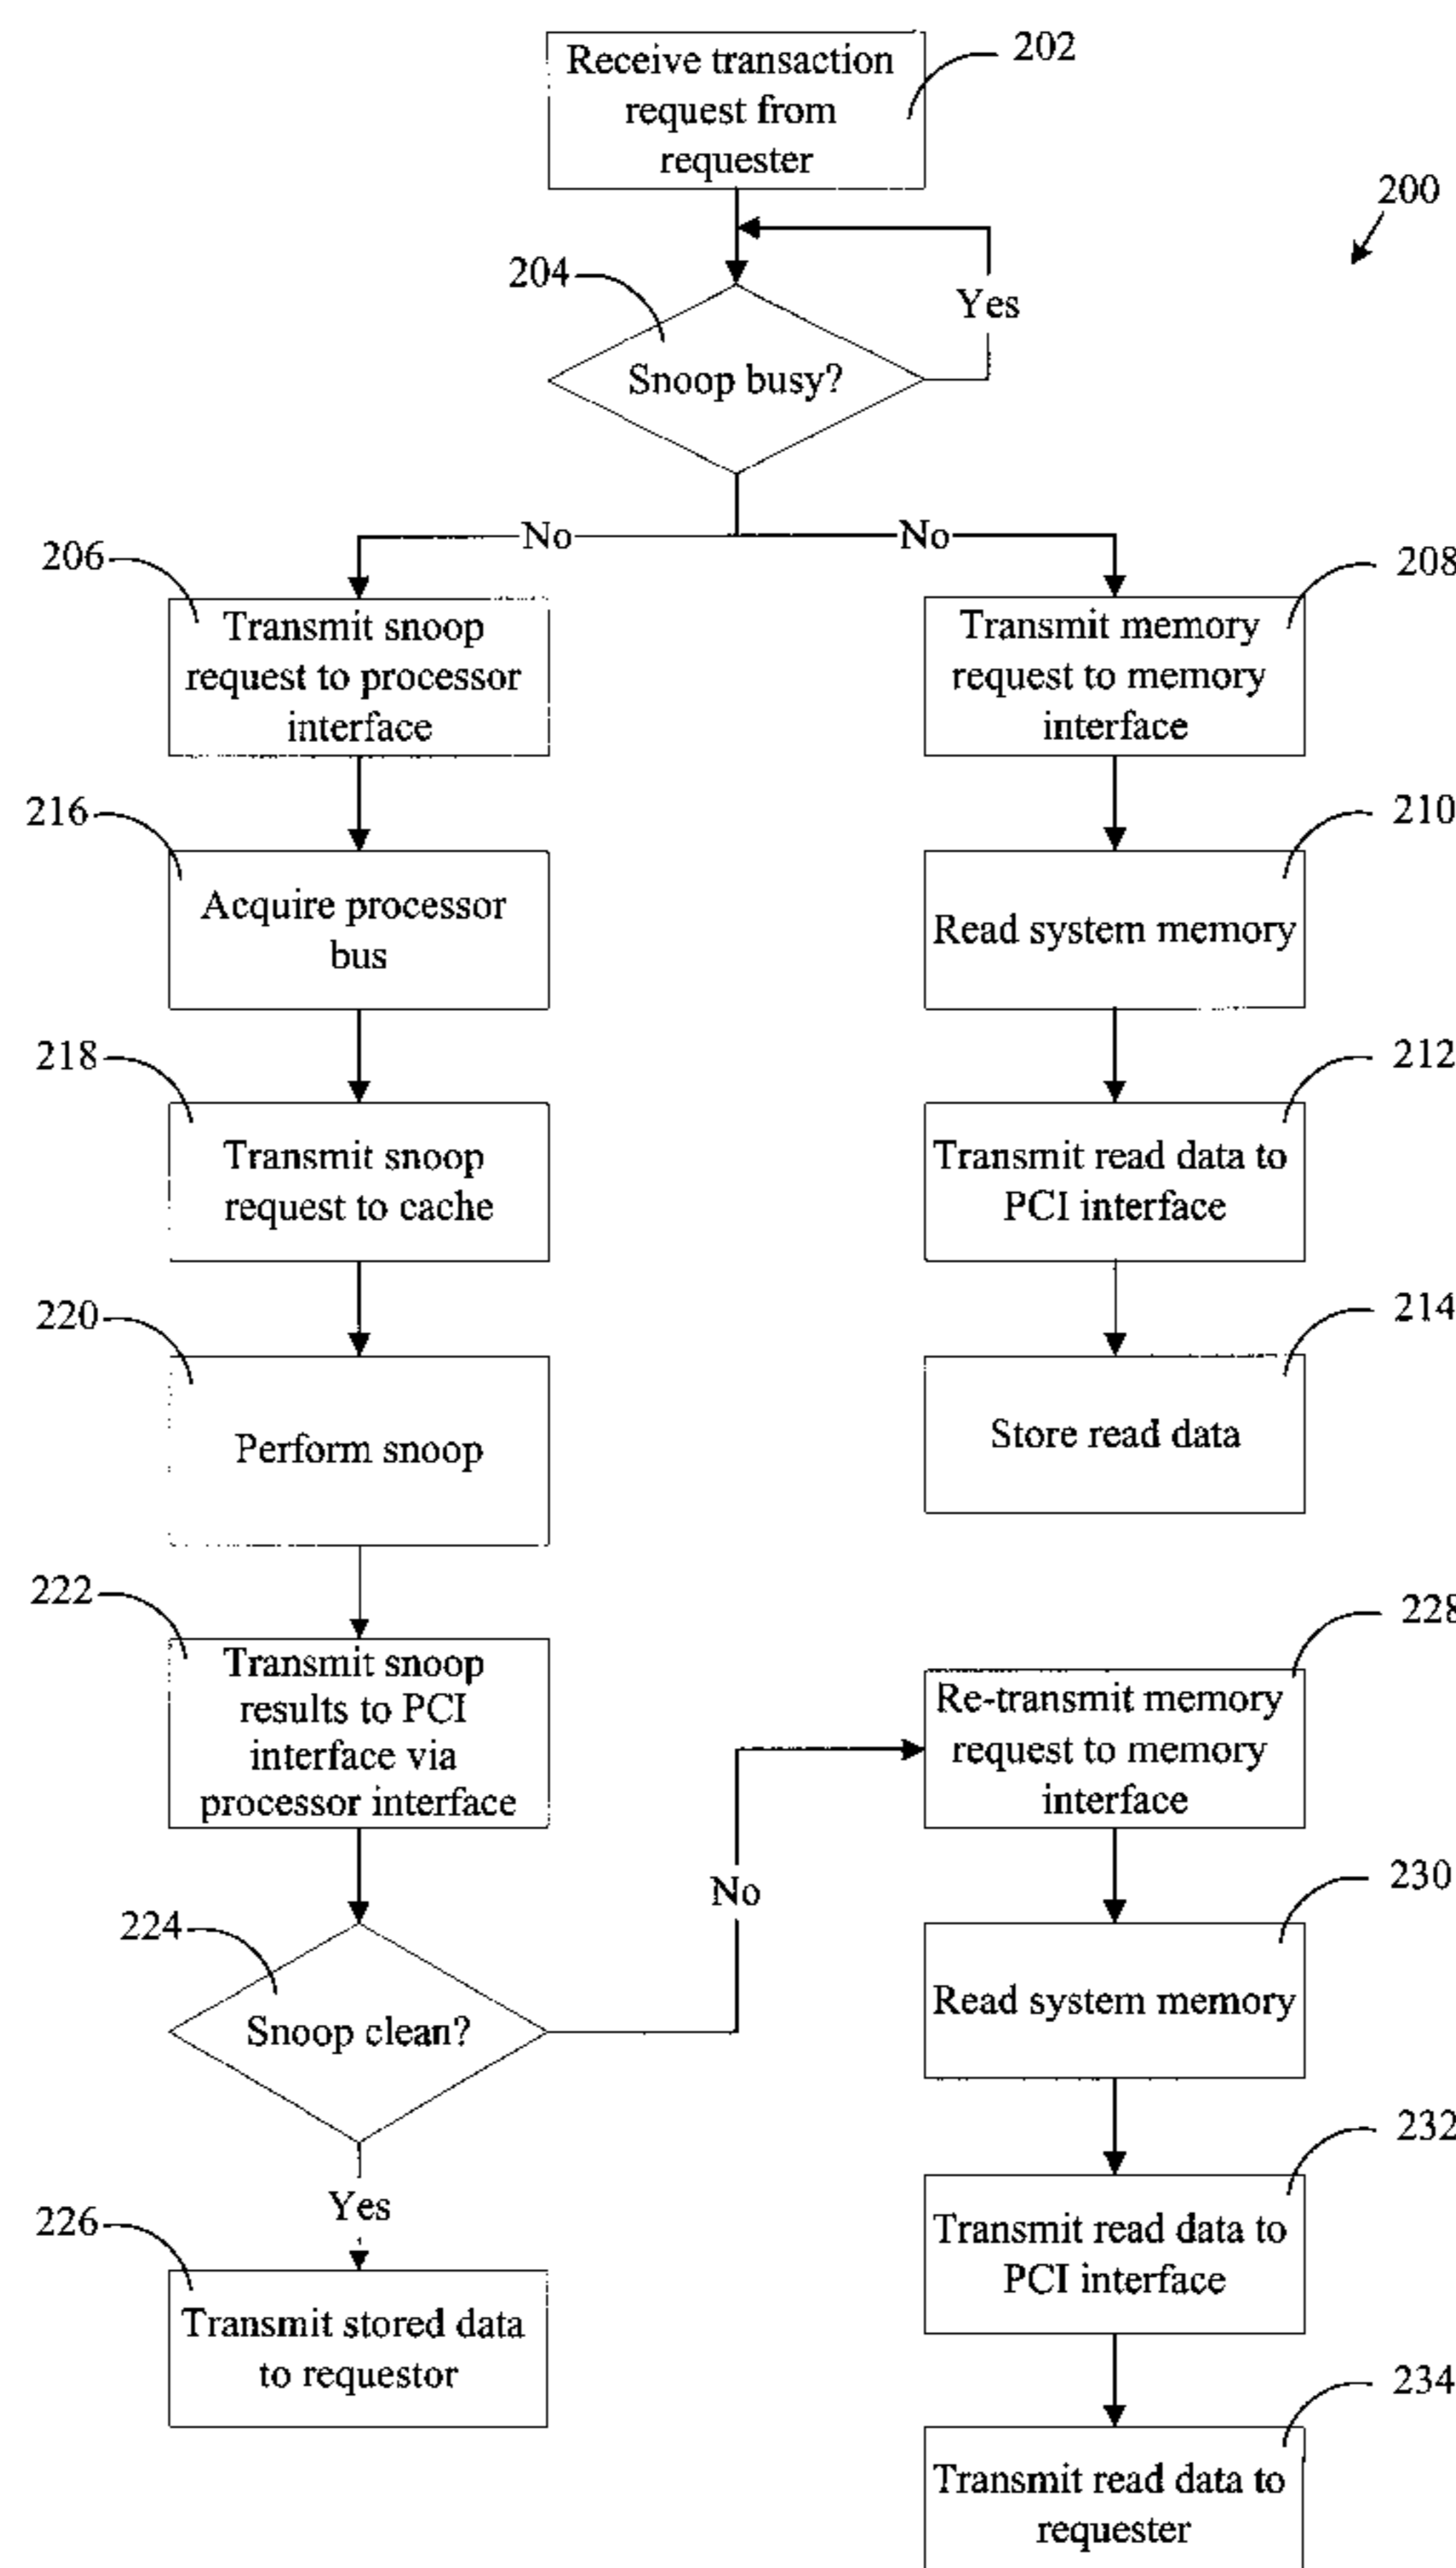 Receive transaction
request from
requester
202
200
204
Snoop busy?
Yes
No
No
206
Transmit snoop
request to processor
interface
208
Transmit memory
request to memory
interface
216
Acquire processor
bus
210
Read system memory
218
Transmit snoop
request to cache
212
Transmit read data to
PCI interface
220
Perform snoop
214
Store read data
222
Transmit snoop
results to PCI
interface via
processor interface
228
Re-transmit memory
request to memory
interface
No
224
Snoop clean?
230
Read system memory
Yes
232
Transmit read data to
PCI interface
226
Transmit stored data
to requestor
234
Transmit read data to
requester